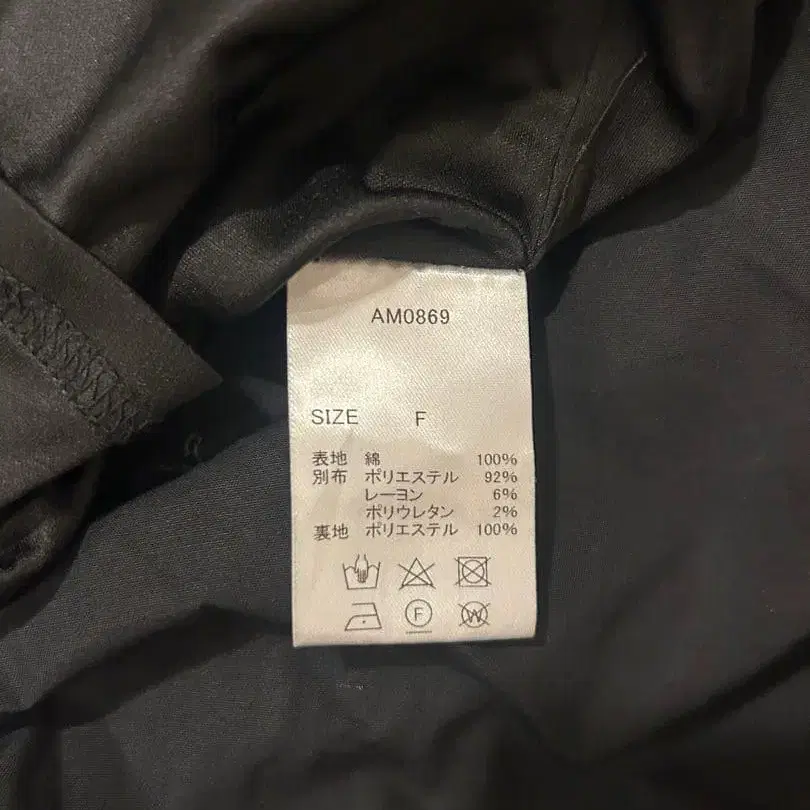 AM0869
SIZE F
表地 綿 100%
別布 ポリエステル 92%
レーヨン 6%
ポリウレタン 2%
裏地 ポリエステル 100%
F W